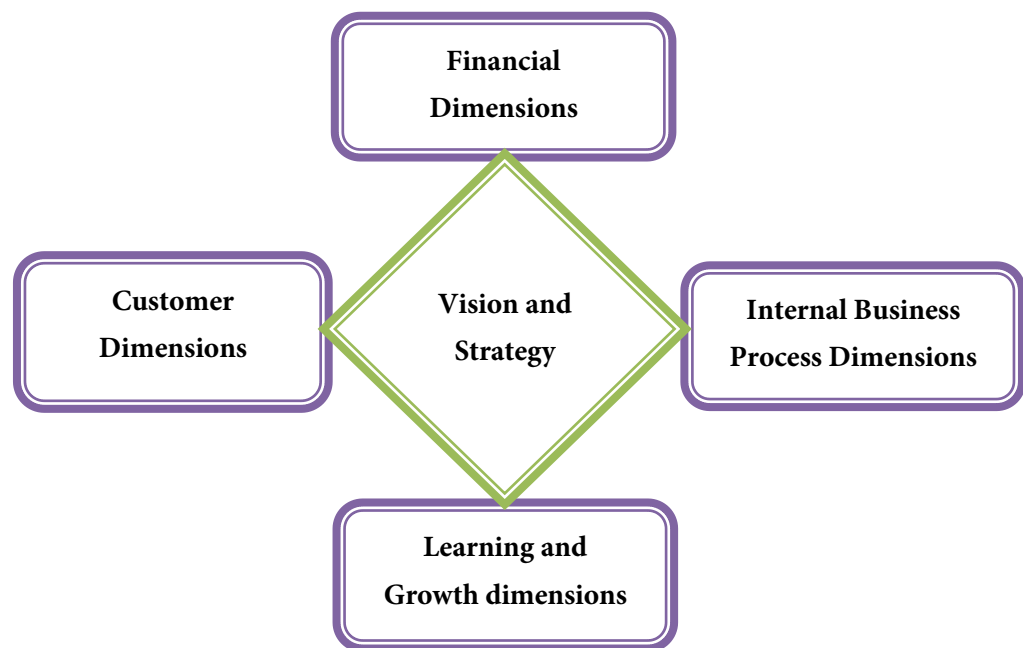 Financial
Dimensions
Customer
Dimensions
Vision and
Strategy
Internal Business
Process Dimensions
Learning and
Growth dimensions